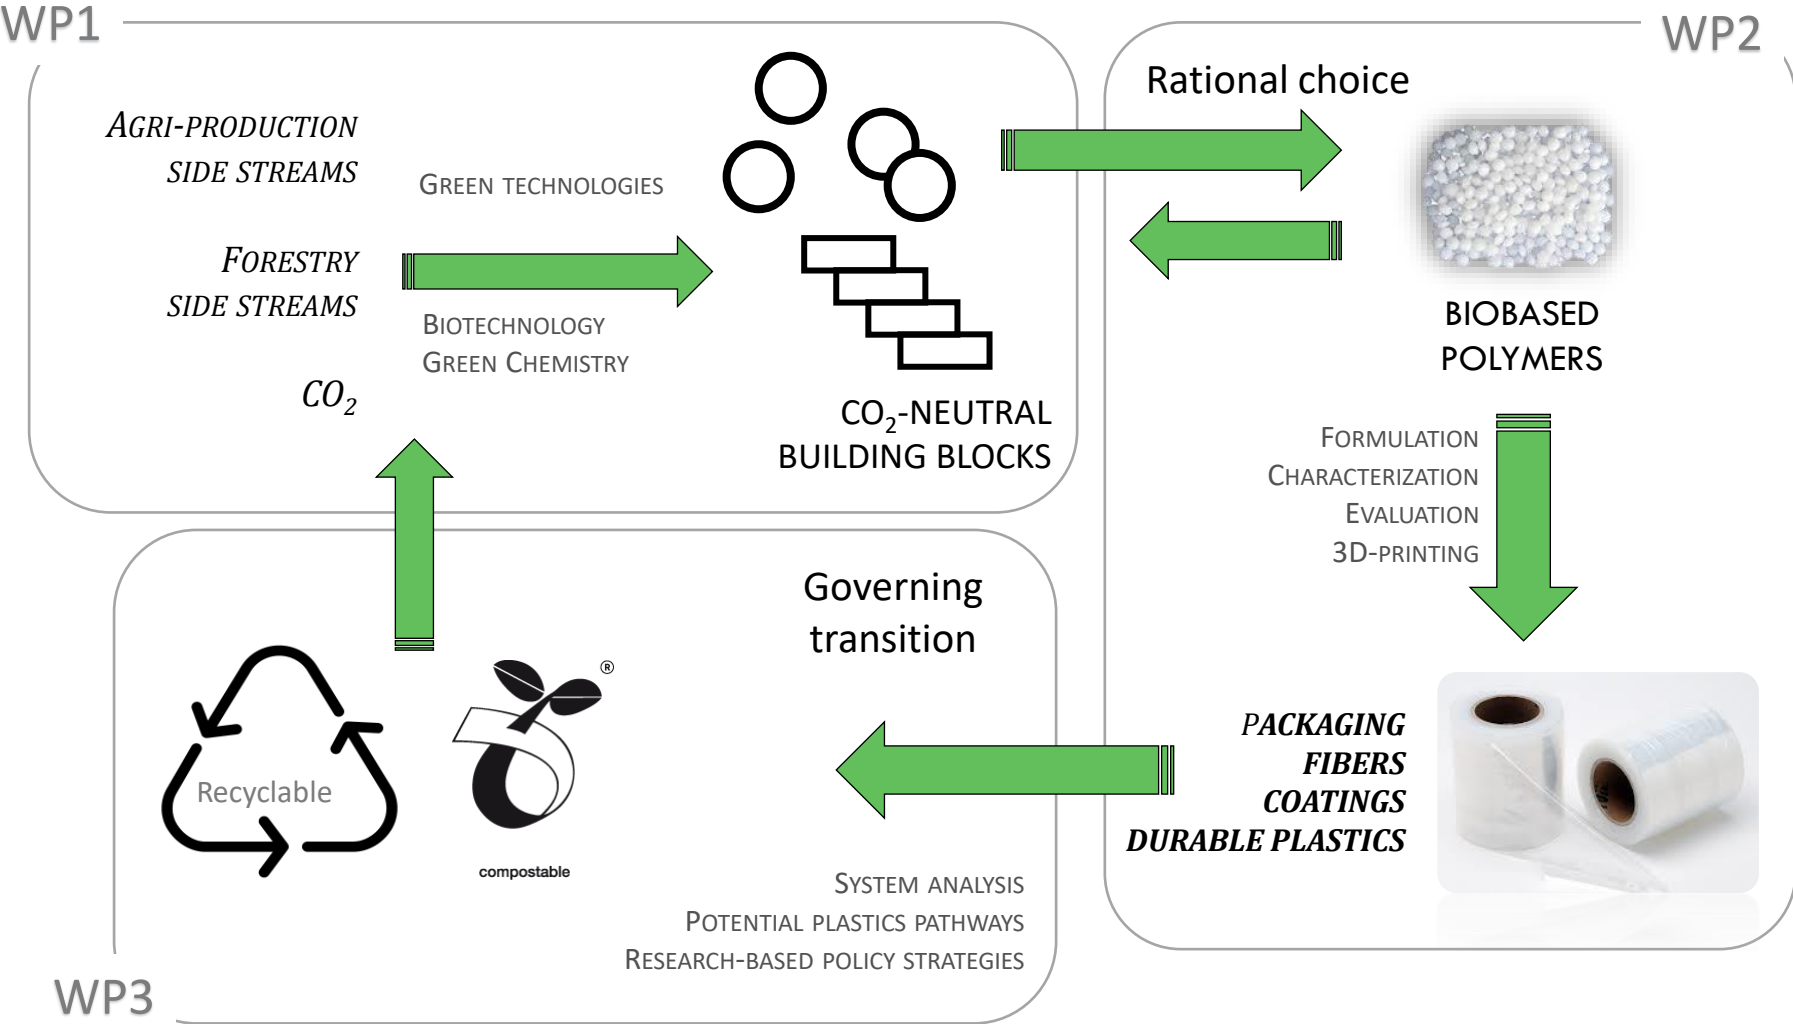 WP1
AGRI-PRODUCTION
SIDE STREAMS
FORESTRY
SIDE STREAMS
CO₂
GREEN TECHNOLOGIES
BIOTECHNOLOGY
GREEN CHEMISTRY
CO₂-NEUTRAL
BUILDING BLOCKS
WP2
Rational choice
BIOBASED
POLYMERS
FORMULATION
CHARACTERIZATION
EVALUATION
3D-PRINTING
PACKAGING
FIBERS
COATINGS
DURABLE PLASTICS
Governing
transition
Recyclable
®
compostable
SYSTEM ANALYSIS
POTENTIAL PLASTICS PATHWAYS
RESEARCH-BASED POLICY STRATEGIES
WP3